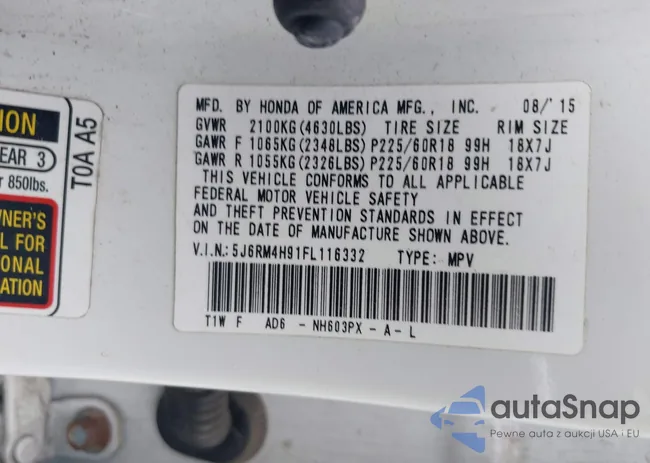 ION
EAR 3
r 850lbs.
WNER'S
L FOR
ONAL
ATION
T0A A5
MFD. BY HONDA OF AMERICA MFG., INC. 08/'15
GVWR 2100KG(4630LBS) TIRE SIZE RIM SIZE
GAWR F 1065KG(2348LBS) P225/60R18 99H 18X7J
GAWR R 1055KG(2326LBS) P225/60R18 99H 18X7J
THIS VEHICLE CONFORMS TO ALL APPLICABLE
FEDERAL MOTOR VEHICLE SAFETY
AND THEFT PREVENTION STANDARDS IN EFFECT
ON THE DATE OF MANUFACTURE SHOWN ABOVE.
V.I.N.:5J6RM4H91FL116332 TYPE: MPV
T1W F AD6 - NH603PX - A - L
autaSnap
Pewne auta z aukcji USA i EU